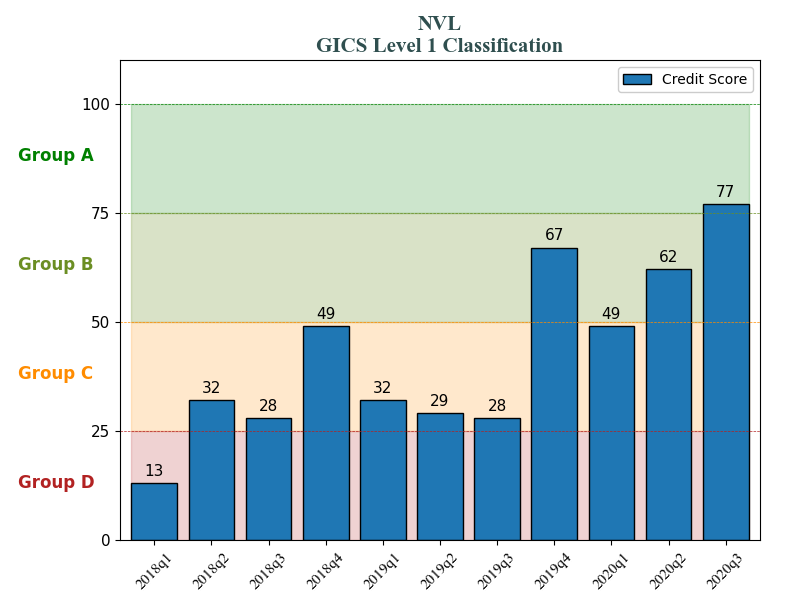 NVL
GICS Level 1 Classification
Credit Score
100
Group A
77
75
67
Group B
62
50
49
49
Group C
32
28
32
29
28
25
Group D
13
0
2018q1 2018q2 2018q3 2018q4 2019q1 2019q2 2019q3 2019q4 2020q1 2020q2 2020q3